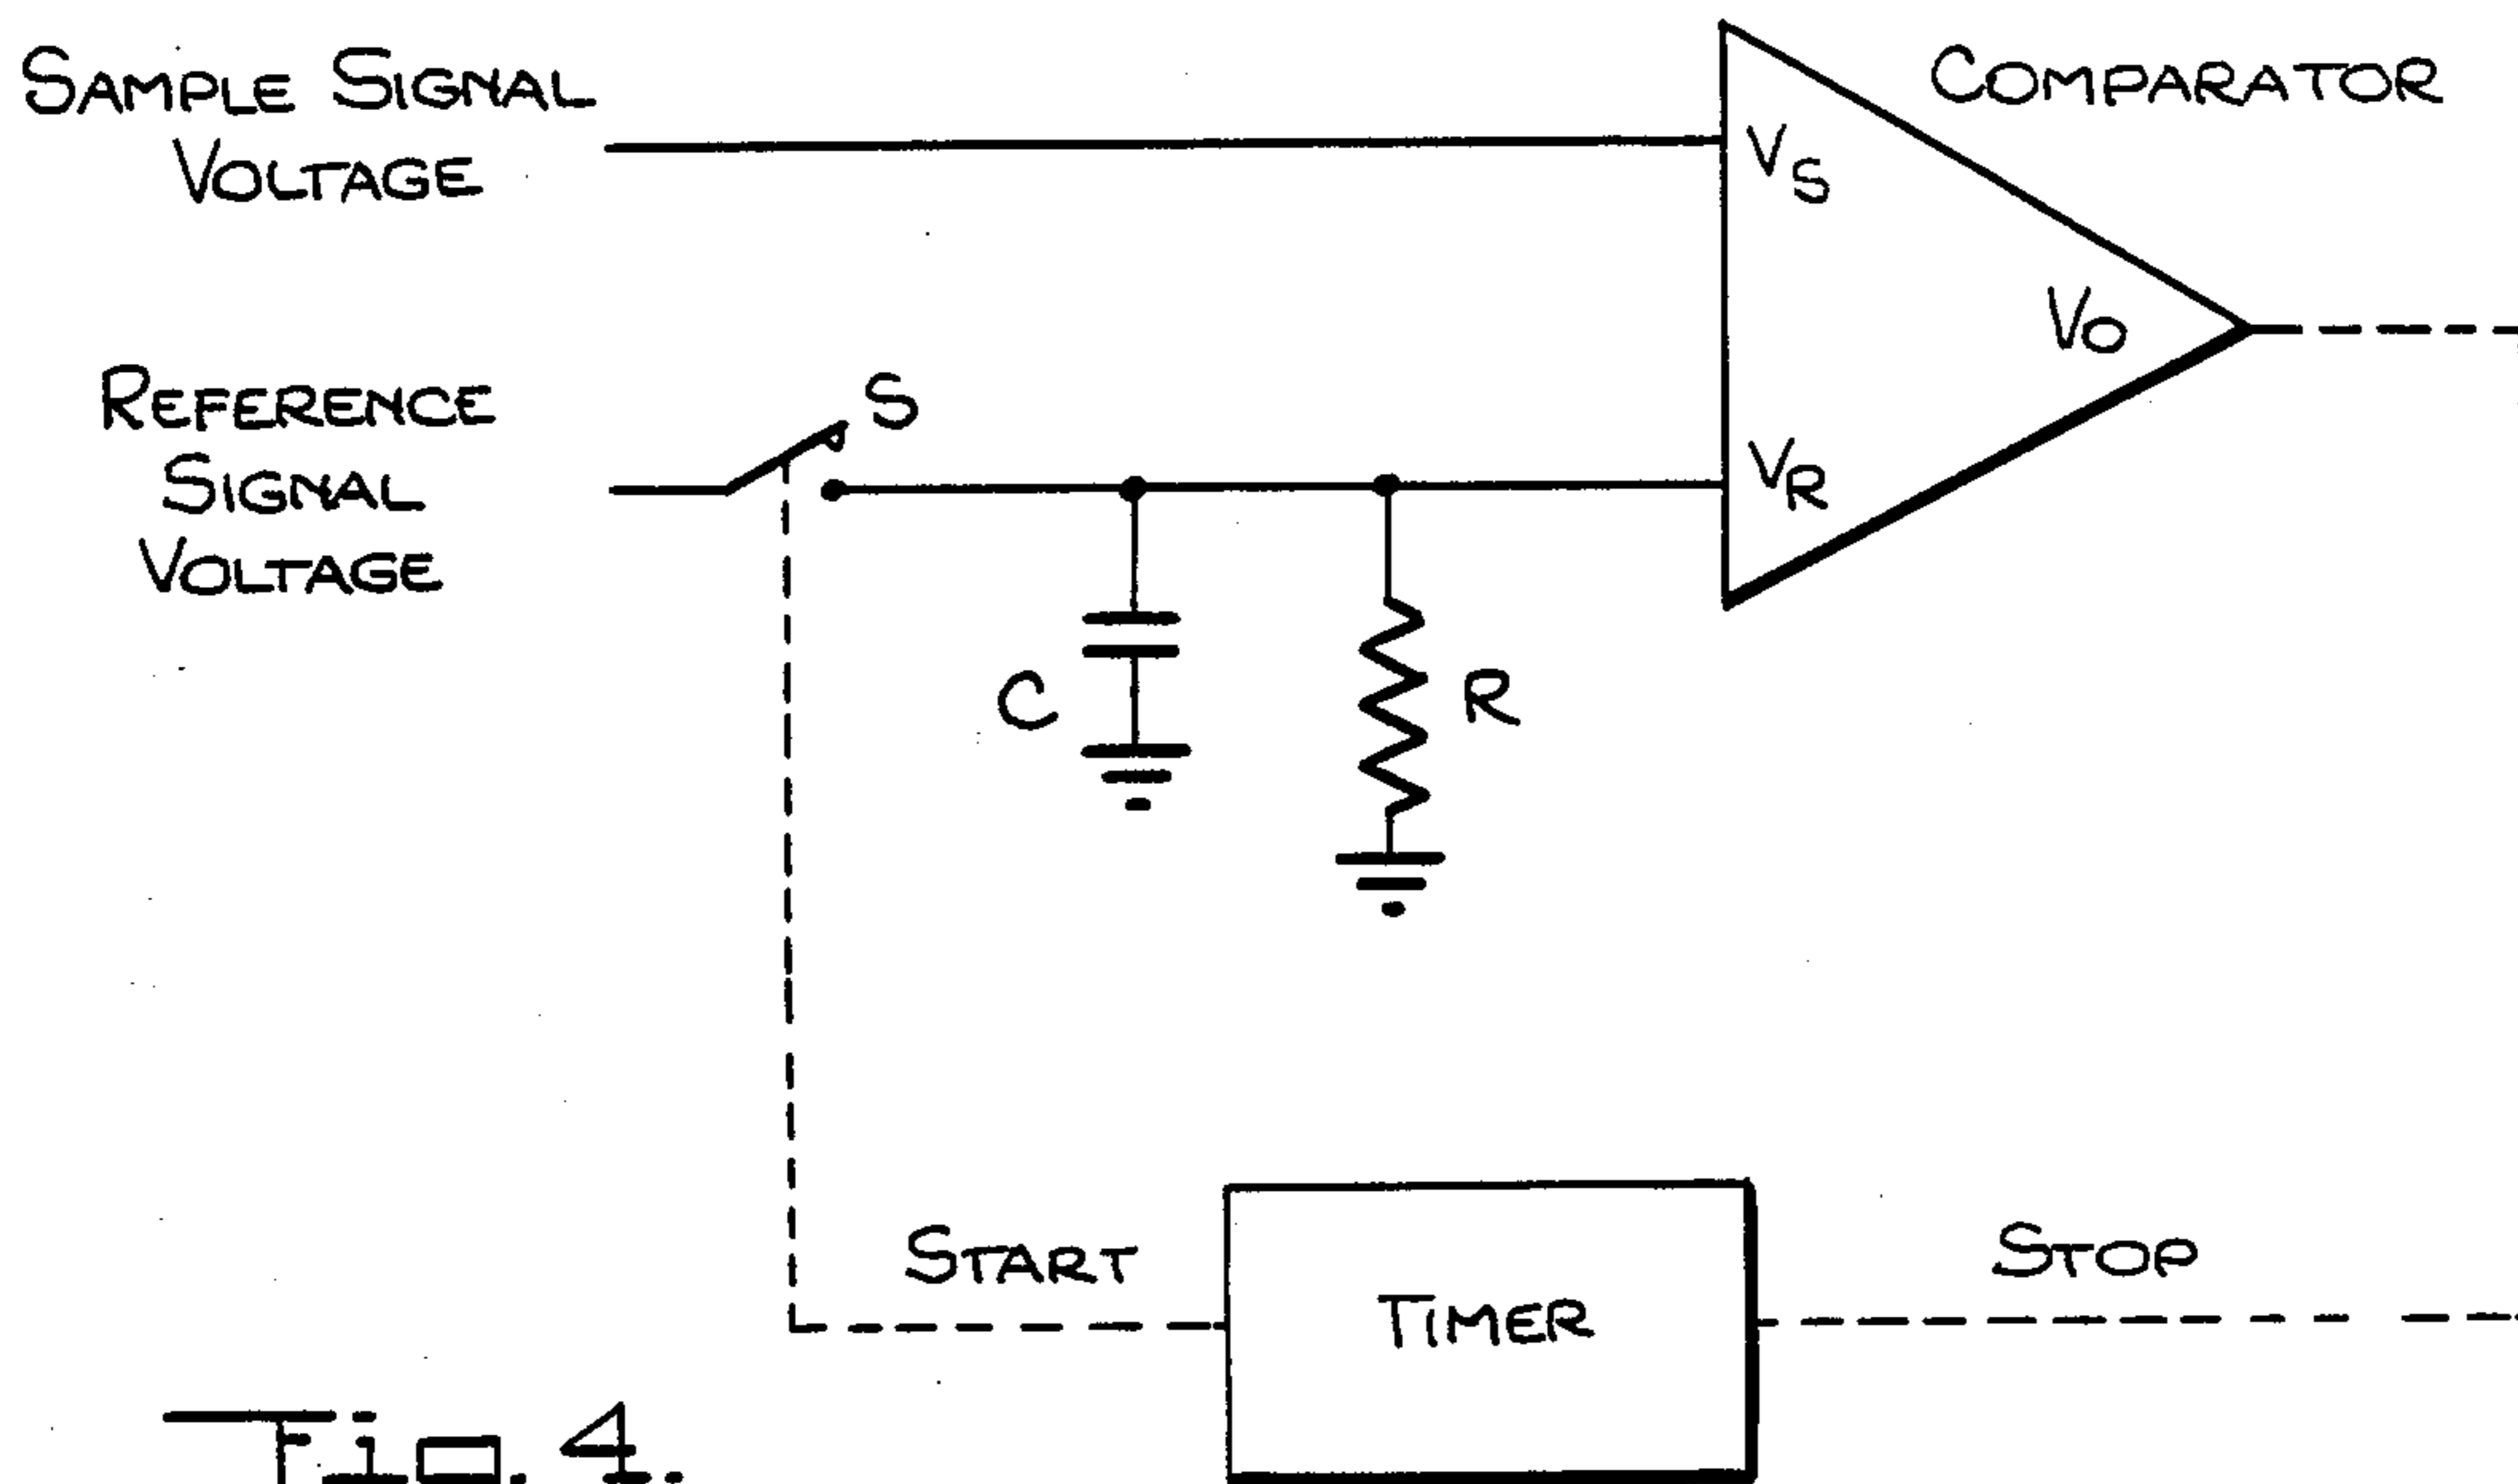 SAMPLE SIGNAL
VOLTAGE
COMPARATOR
VS
VO
REFERENCE
SIGNAL
VOLTAGE
S
VR
C
R
START
TIMER
STOP
Fig. 4.